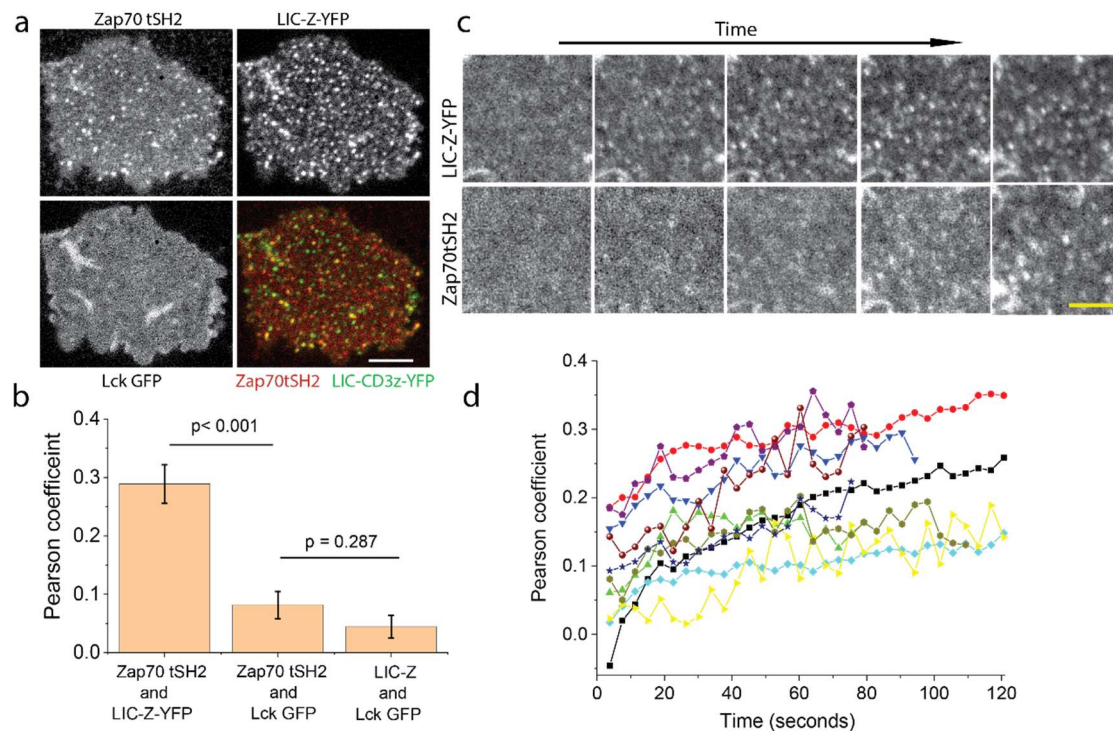 a
Zap70 tSH2
LIC-Z-YFP
Lck GFP
Zap70tSH2 LIC-CD3z-YFP
b
Pearson coefficeint
0.4
0.3
0.2
0.1
0.0
p< 0.001
p = 0.287
Zap70 tSH2
and
LIC-Z-YFP
Zap70 tSH2
and
Lck GFP
LIC-Z
and
Lck GFP
c
Time
LIC-Z-YFP
Zap70tSH2
d
Pearson coefficient
0.4
0.3
0.2
0.1
0.0
0 20 40 60 80 100 120
Time (seconds)